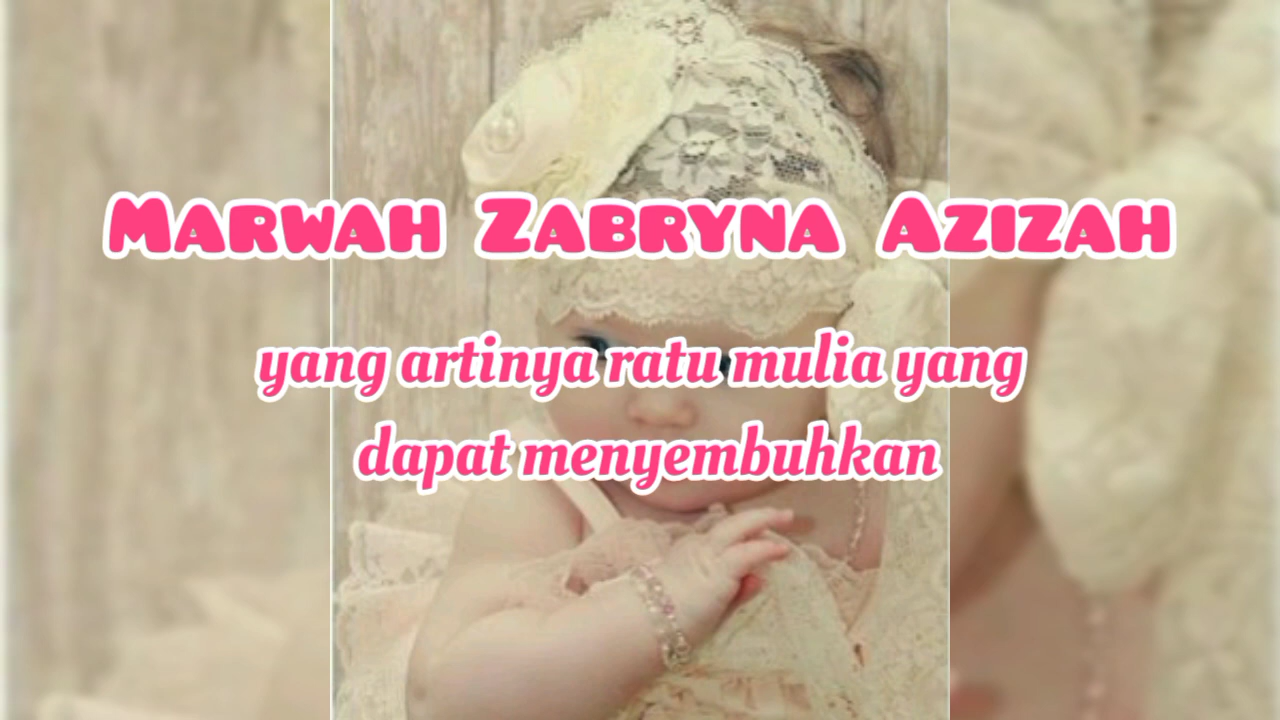 Marwah Zabryna Azizah
yang artinya ratu mulia yang
dapat menyembuhkan